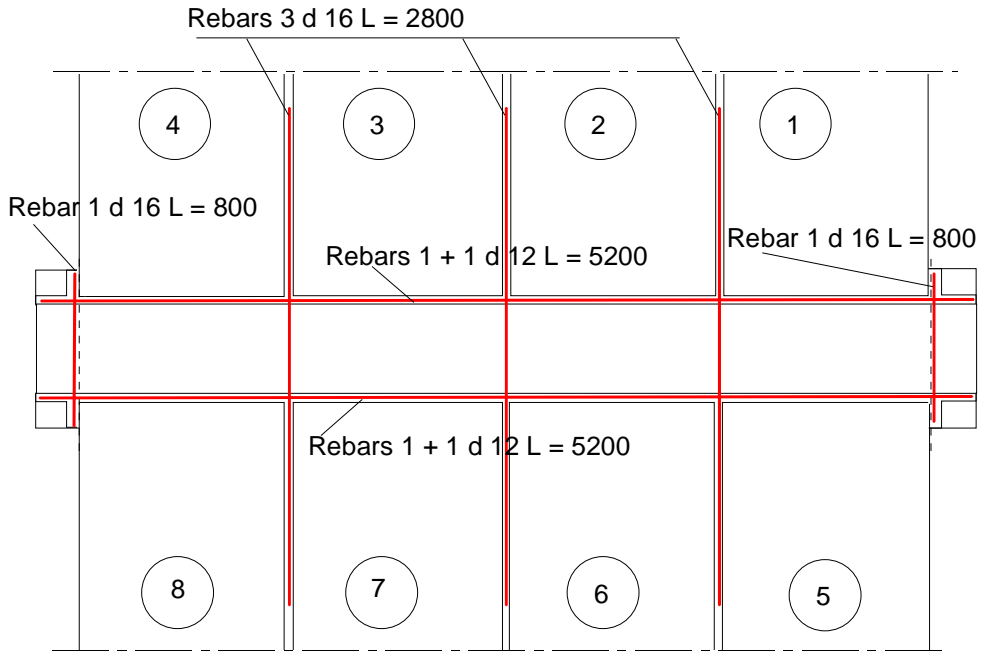 Rebars 3 d 16 L = 2800
4
3
2
1
Rebar 1 d 16 L = 800
Rebar 1 d 16 L = 800
Rebars 1 + 1 d 12 L = 5200
Rebars 1 + 1 d 12 L = 5200
8
7
6
5